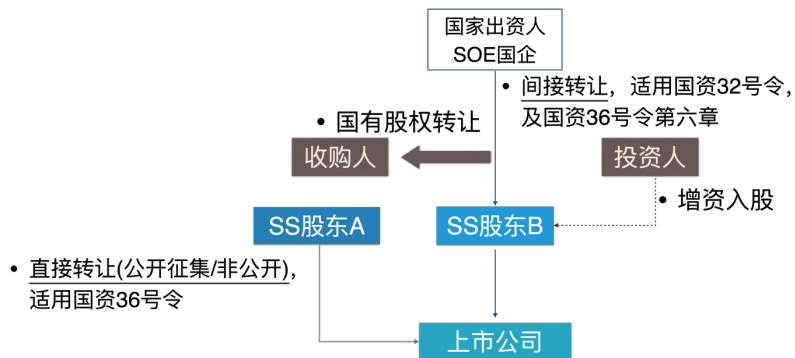 国家出资人
SOE国企
• 间接转让，适用国资32号令，
及国资36号令第六章
• 国有股权转让
收购人
投资人
• 增资入股
SS股东A
SS股东B
• 直接转让(公开征集/非公开)，
适用国资36号令
上市公司